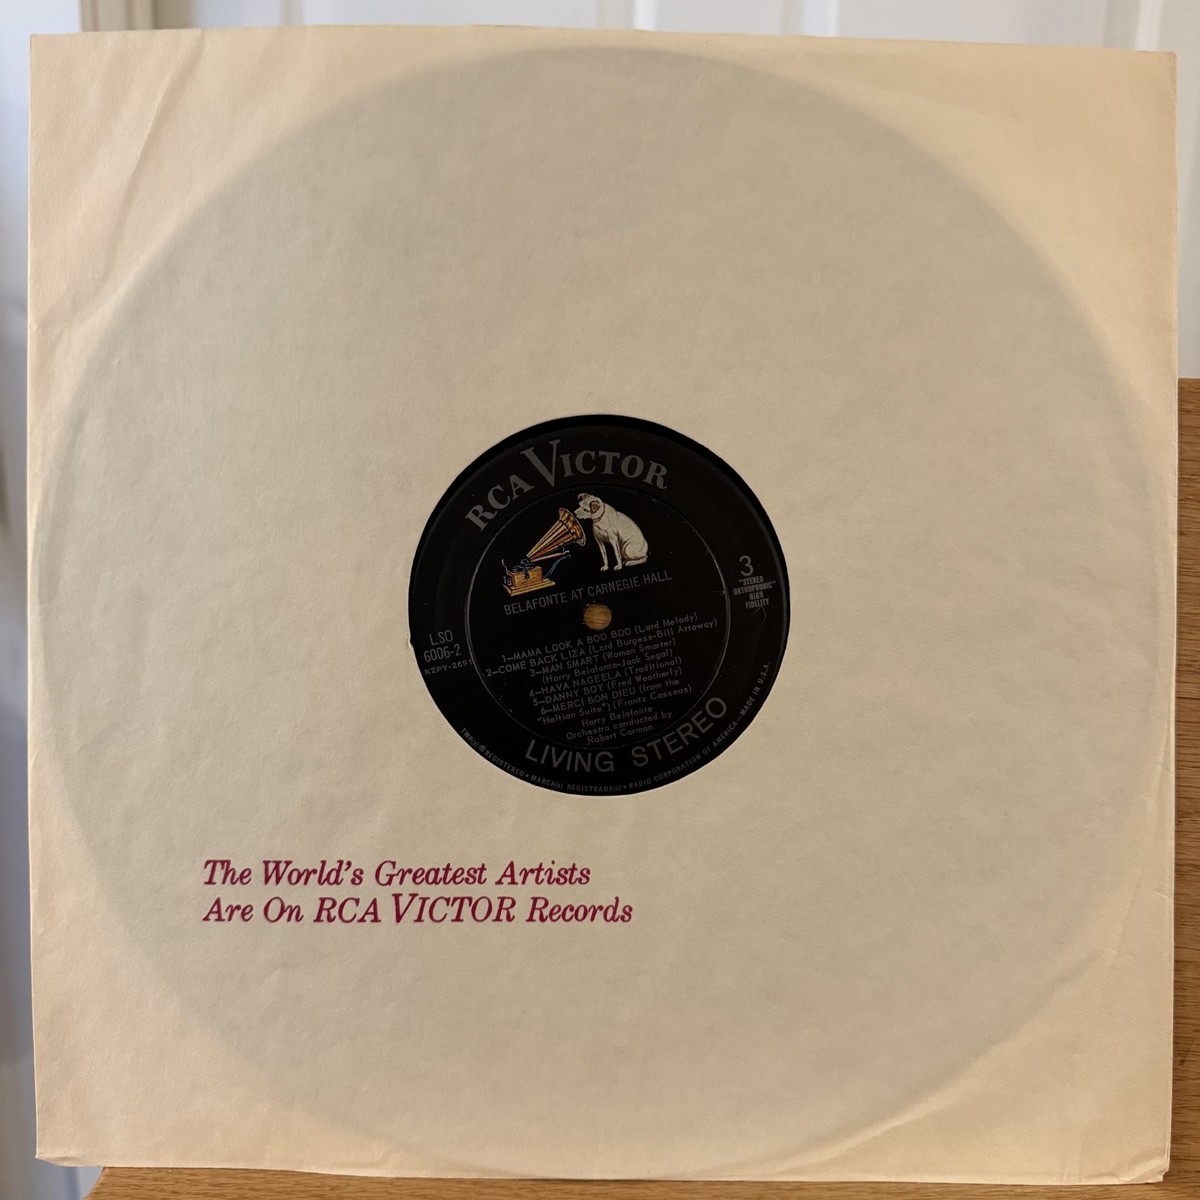 RCA VICTOR
BELAFONTE AT CARNEGIE HALL
3
"STEREO
ORTHOPHONIC"
HIGH
FIDELITY
LSO
6006-2
K2PY-2691
1—MAMA LOOK A BOO BOO (Lord Melody)
2—COME BACK LIZA (Lord Burgess-Bill Attaway)
3—MAN SMART (Woman Smarter)
(Harry Belafonte-Jack Segal)
4—HAVA NAGEELA (Traditional)
5—DANNY BOY (Fred Weatherly)
6—MERCI BON DIEU (from the
"Haitian Suite") (Frantz Casseus)
Harry Belafonte
Orchestra conducted by
Robert Corman
LIVING STEREO
TMK(s) ® REGISTERED • MARCA(s) REGISTRADA(s) • RADIO CORPORATION OF AMERICA—MADE IN U.S.A.
The World's Greatest Artists
Are On RCA VICTOR Records